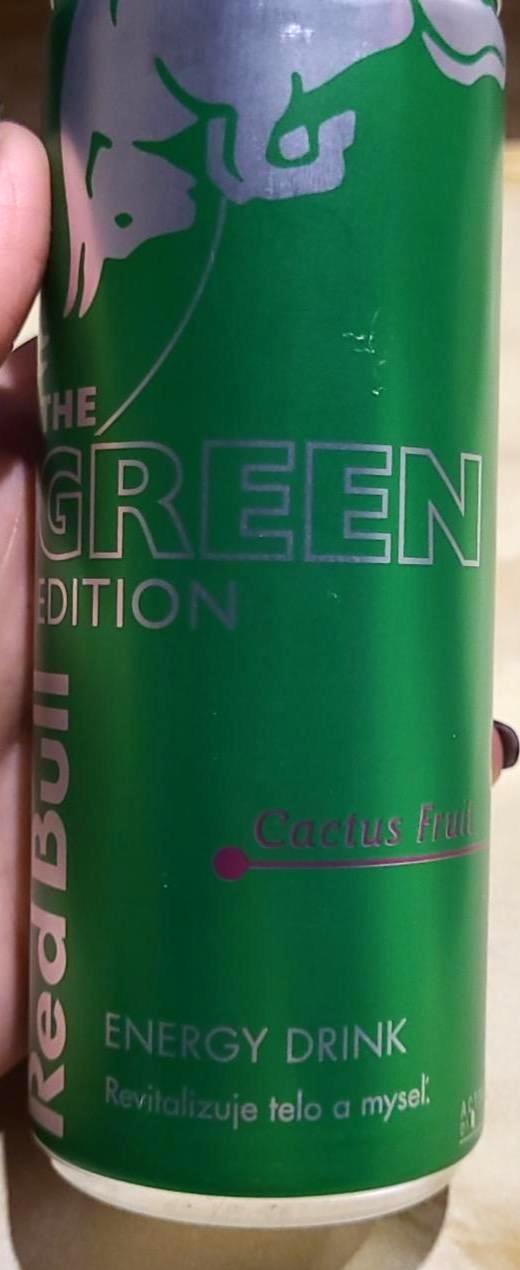 THE
GREEN
EDITION
Red Bull
Cactus Fruit
ENERGY DRINK
Revitalizuje telo a myseľ.